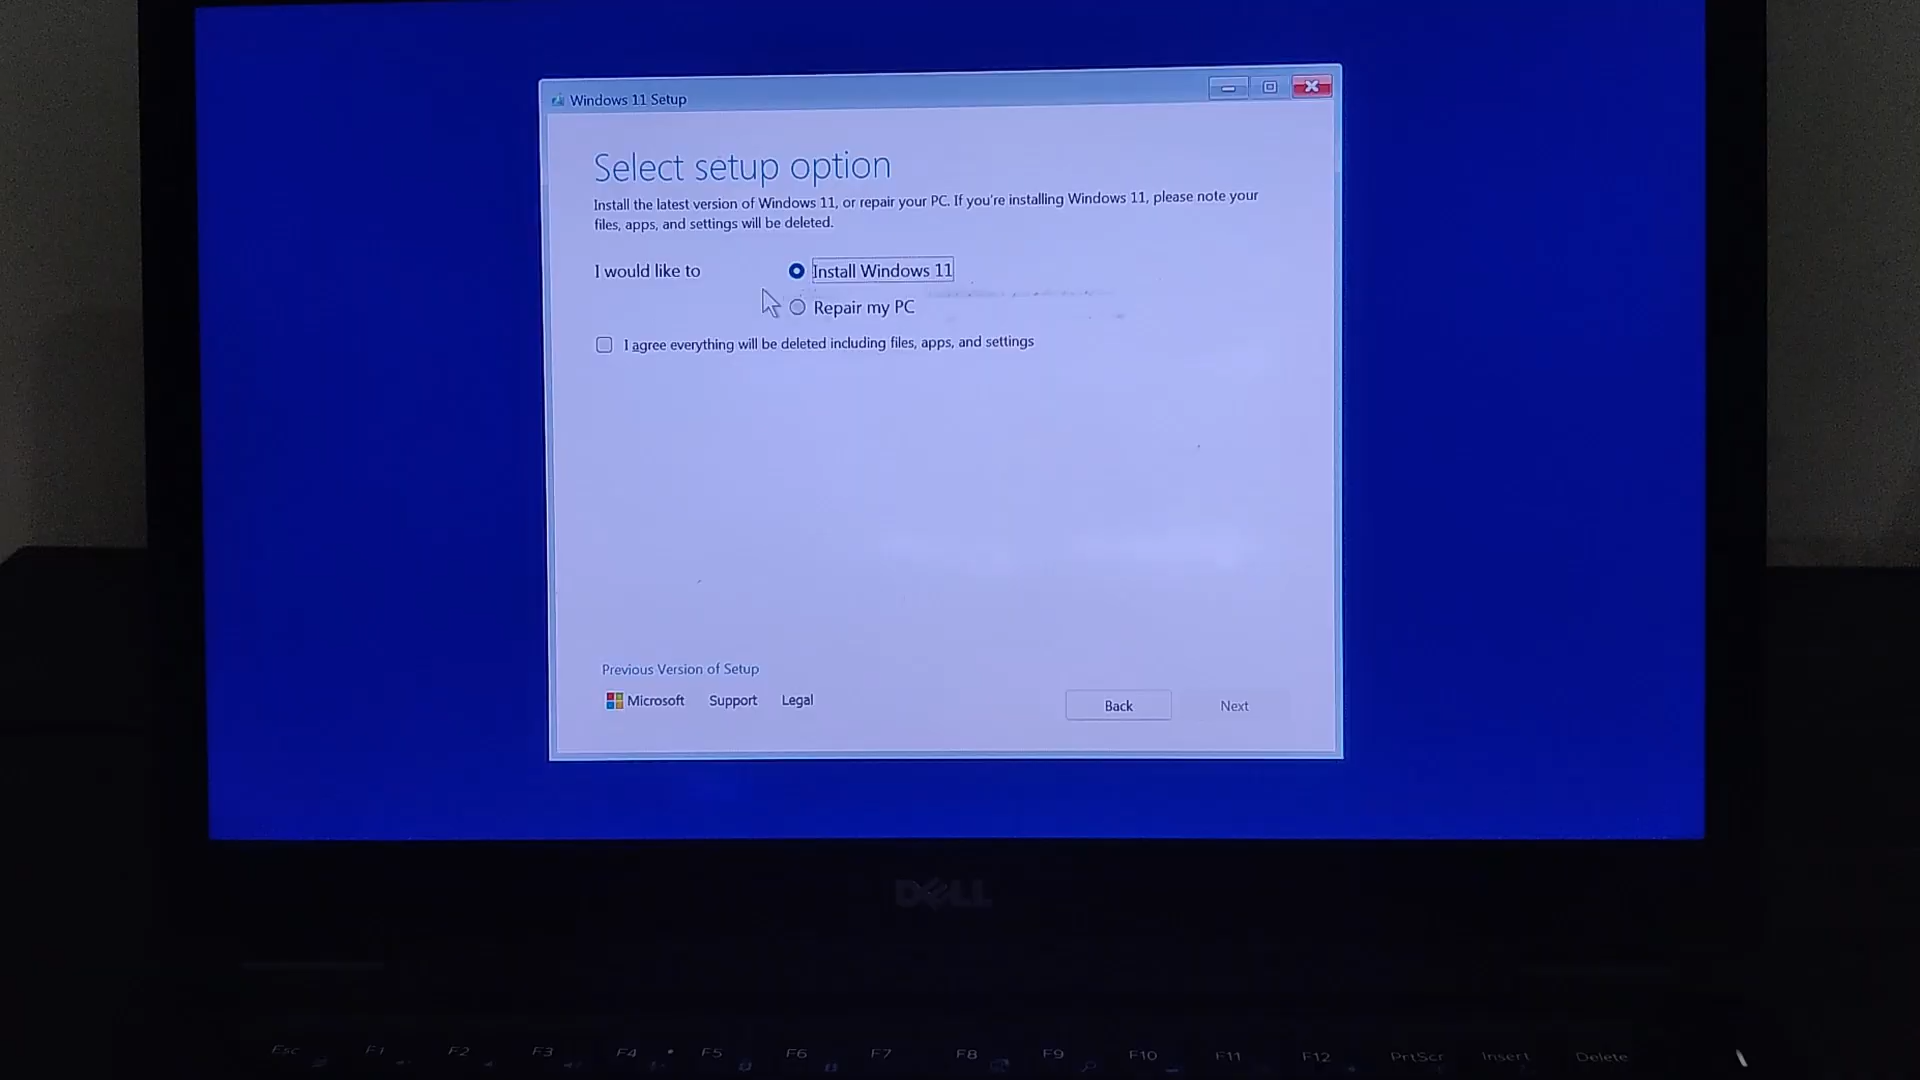 Windows 11 Setup
Select setup option
Install the latest version of Windows 11, or repair your PC. If you're installing Windows 11, please note your
files, apps, and settings will be deleted.
I would like to
Install Windows 11
Repair my PC
I agree everything will be deleted including files, apps, and settings
Previous Version of Setup
Microsoft Support Legal
Back Next
DELL
Esc F1 F2 F3 F4 F5 F6 F7 F8 F9 F10 F11 F12 PrtScr Insert Delete